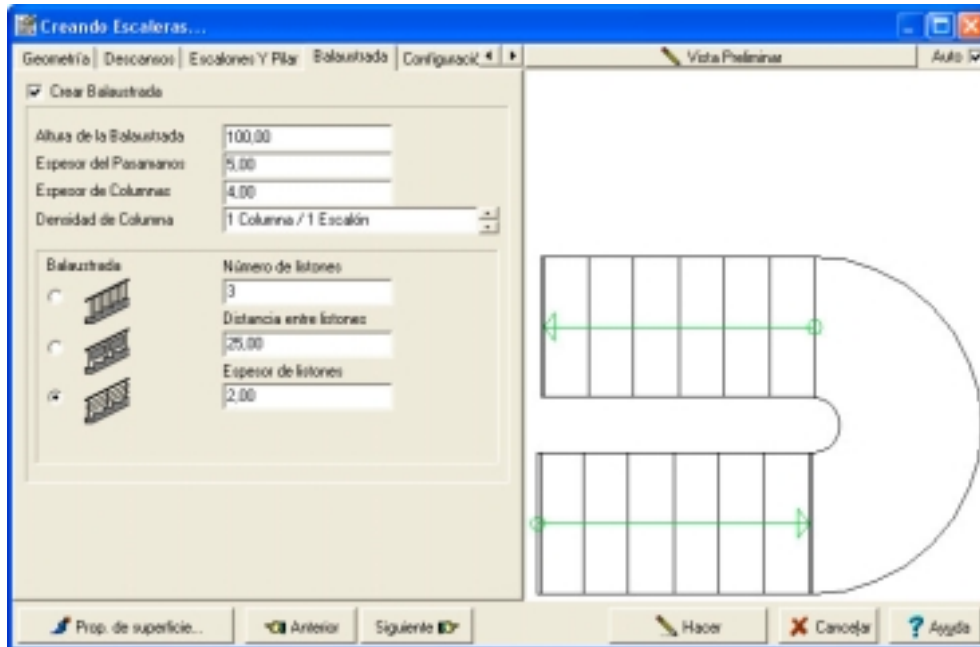 Creando Escaleras...
Geometría Descansos Escalones Y Pilar Balaustrada Configuració
Vista Preliminar Auto
Crear Balaustrada
Altura de la Balaustrada 100,00
Espesor del Pasamanos 5,00
Espesor de Columnas 4,00
Densidad de Columna 1 Columna / 1 Escalón
Balaustrada
Número de listones
3
Distancia entre listones
25,00
Espesor de listones
2,00
Prop. de superficie... Anterior Siguiente Hacer Cancelar Ayuda